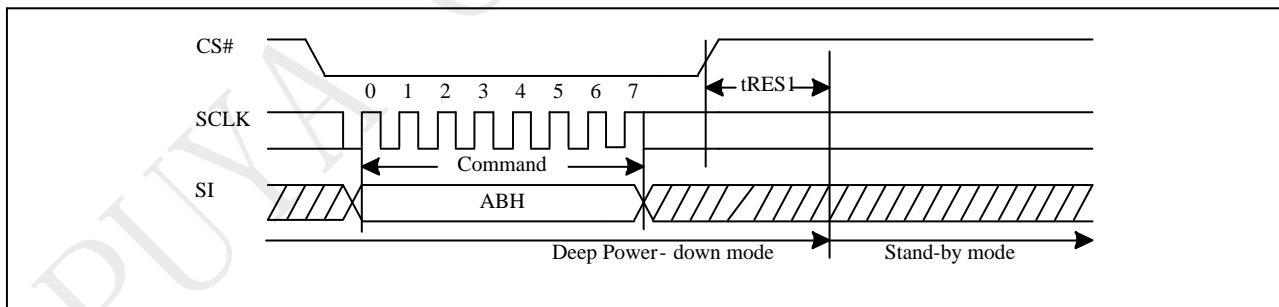 CS#
tRES1
0 1 2 3 4 5 6 7
SCLK
Command
SI
ABH
Deep Power- down mode
Stand-by mode
PUYA